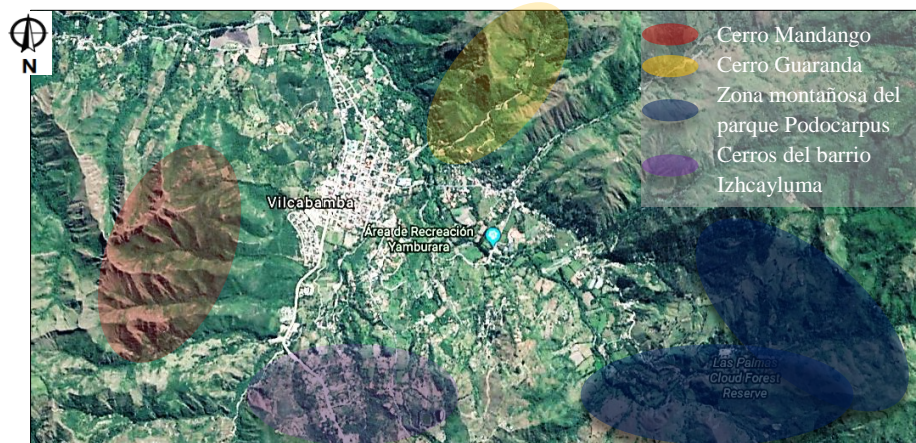 N
Cerro Mandango
Cerro Guaranda
Zona montañosa del
parque Podocarpus
Cerros del barrio
Izhcayluma
Vilcabamba
Área de Recreación
Yamburara
Las Palmas
Cloud Forest
Reserve